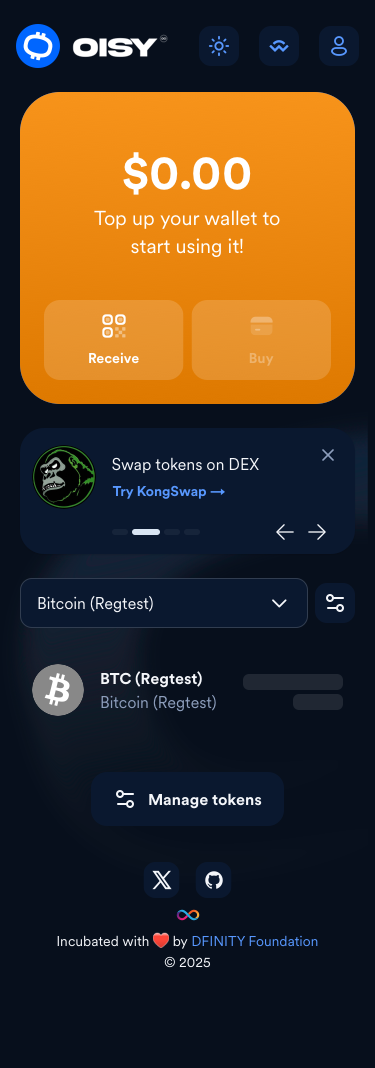 OISY
$0.00
Top up your wallet to
start using it!
Receive
Buy
Swap tokens on DEX
Try KongSwap →
Bitcoin (Regtest)
BTC (Regtest)
Bitcoin (Regtest)
Manage tokens
Incubated with ❤️ by DFINITY Foundation
© 2025